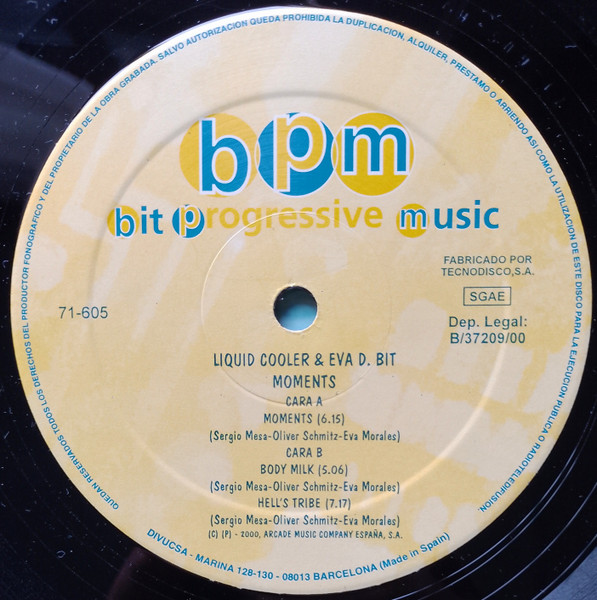 QUEDAN RESERVADOS TODOS LOS DERECHOS DEL PRODUCTOR FONOGRAFICO Y DEL PROPIETARIO DE LA OBRA GRABADA. SALVO AUTORIZACION QUEDA PROHIBIDA LA DUPLICACION, ALQUILER, PRESTAMO O ARRIENDO ASI COMO LA UTILIZACION DE ESTE DISCO PARA LA EJECUCION PUBLICA O RADIOTELEDIFUSION.
bpm
bit progressive music
FABRICADO POR
TECNODISCO,S.A.
SGAE
71-605
Dep. Legal:
B/37209/00
LIQUID COOLER & EVA D. BIT
MOMENTS
CARA A
MOMENTS (6.15)
(Sergio Mesa-Oliver Schmitz-Eva Morales)
CARA B
BODY MILK (5.06)
(Sergio Mesa-Oliver Schmitz-Eva Morales)
HELL'S TRIBE (7.17)
(Sergio Mesa-Oliver Schmitz-Eva Morales)
(C) (P) - 2000, ARCADE MUSIC COMPANY ESPAÑA, S.A.
DIVUCSA - MARINA 128-130 - 08013 BARCELONA (Made in Spain)